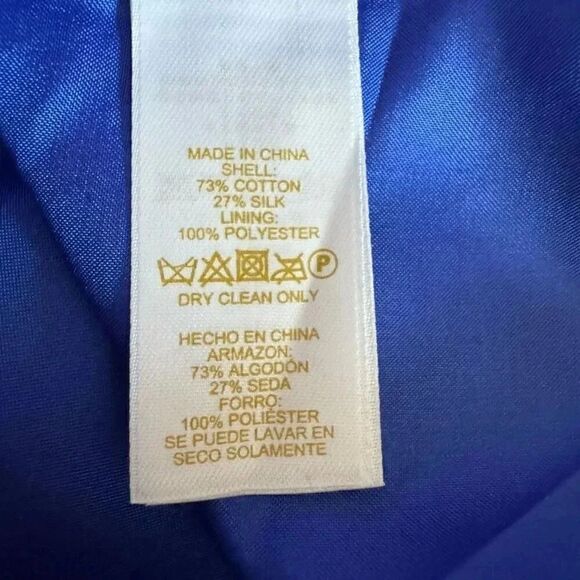 MADE IN CHINA
SHELL:
73% COTTON
27% SILK
LINING:
100% POLYESTER
P
DRY CLEAN ONLY
HECHO EN CHINA
ARMAZON:
73% ALGODÓN
27% SEDA
FORRO:
100% POLIÉSTER
SE PUEDE LAVAR EN
SECO SOLAMENTE